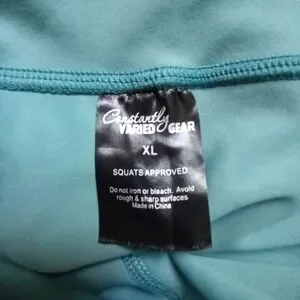 Constantly
VARIED GEAR
XL
SQUATS APPROVED
Do not iron or bleach. Avoid
rough & sharp surfaces
Made in China